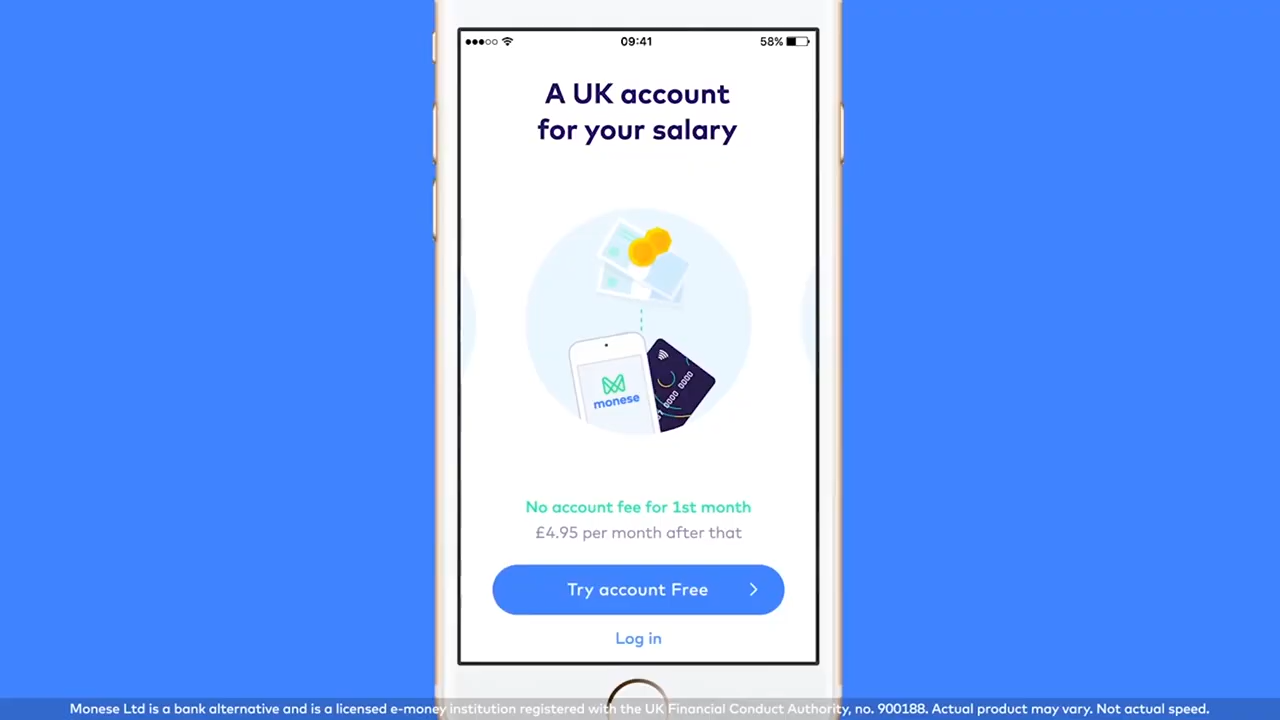 09:41
58%
A UK account
for your salary
monese
0000 0000
No account fee for 1st month
£4.95 per month after that
Try account Free
Log in
Monese Ltd is a bank alternative and is a licensed e-money institution registered with the UK Financial Conduct Authority, no. 900188. Actual product may vary. Not actual speed.